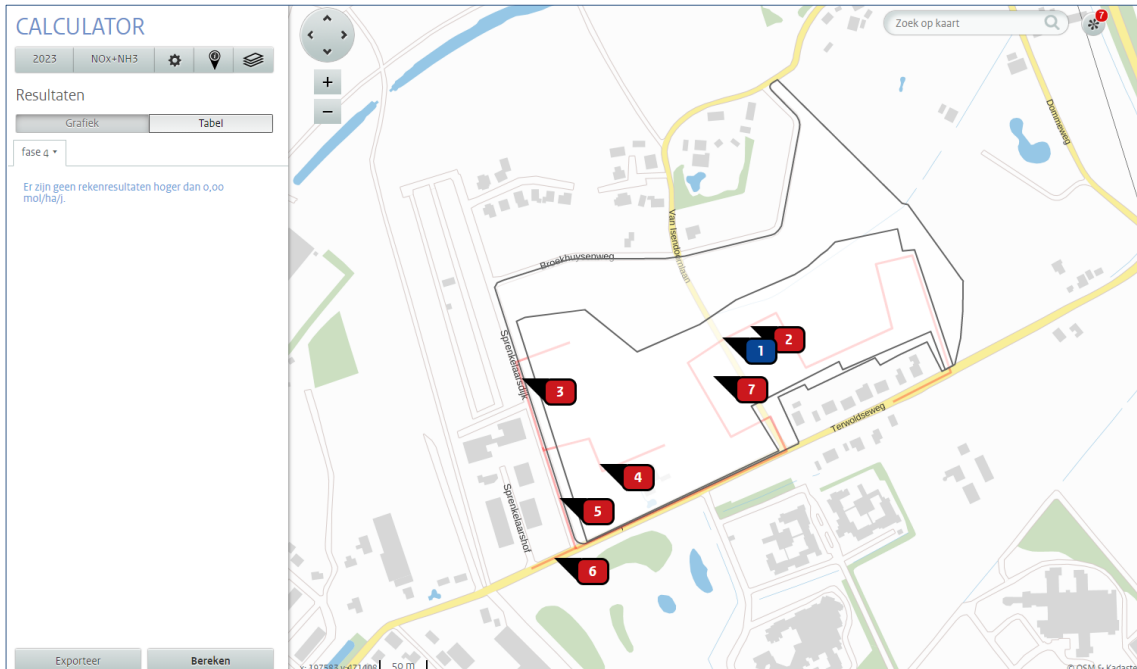 CALCULATOR
2023
NOx+NH3
Resultaten
Grafiek
Tabel
fase 4
Er zijn geen rekenresultaten hoger dan 0,00
mol/ha/j.
Exporteer
Bereken
+
−
Zoek op kaart
7
Dommeweg
Van Isendoornlaan
Broekhuysenweg
Sprenkelaarsdijk
Sprenkelaarshof
Terwoldseweg
1
2
3
4
5
6
7
50 m
© OSM & Kadaster